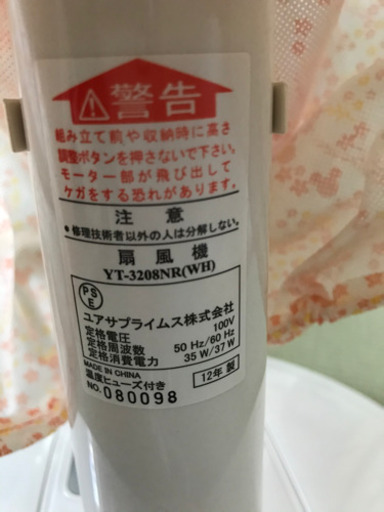 警告
組み立て前や収納時に高さ
調整ボタンを押さないで下さい。
モーター部が飛び出して
ケガをする恐れがあります。
注意
●修理技術者以外の人は分解しない。
扇風機
YT-3208NR(WH)
PS
E
ユアサプライムス株式会社
定格電圧 100V
定格周波数 50 Hz/60 Hz
定格消費電力 35 W/37 W
MADE IN CHINA 12年製
温度ヒューズ付き
NO. 080098